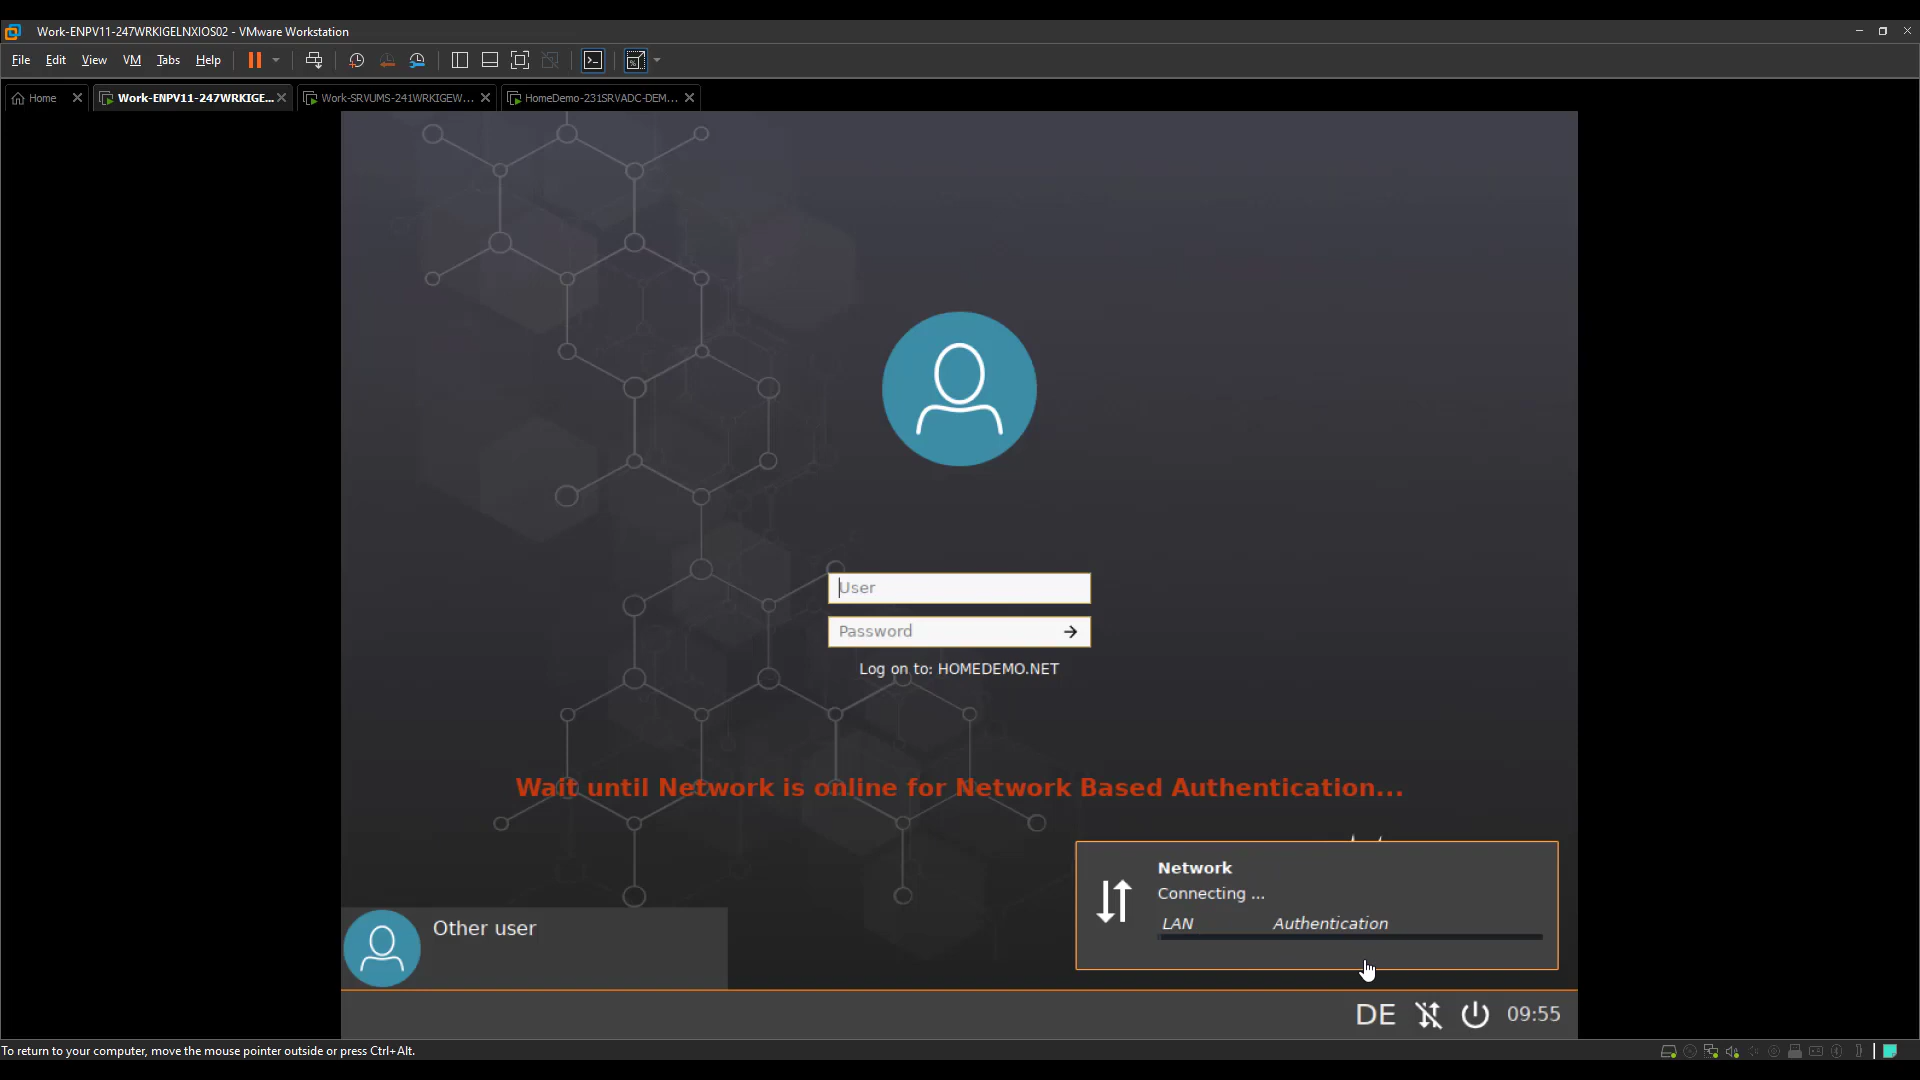 Work-ENPV11-247WRKIGELNXIOS02 - VMware Workstation
File Edit View VM Tabs Help
Home Work-ENPV11-247WRKIGE... Work-SRVUMS-241WRKIGEW... HomeDemo-231SRVADC-DEM...
User
Password
Log on to: HOMEDEMO.NET
Wait until Network is online for Network Based Authentication...
Network
Connecting ...
LAN Authentication
Other user
DE 09:55
To return to your computer, move the mouse pointer outside or press Ctrl+Alt.